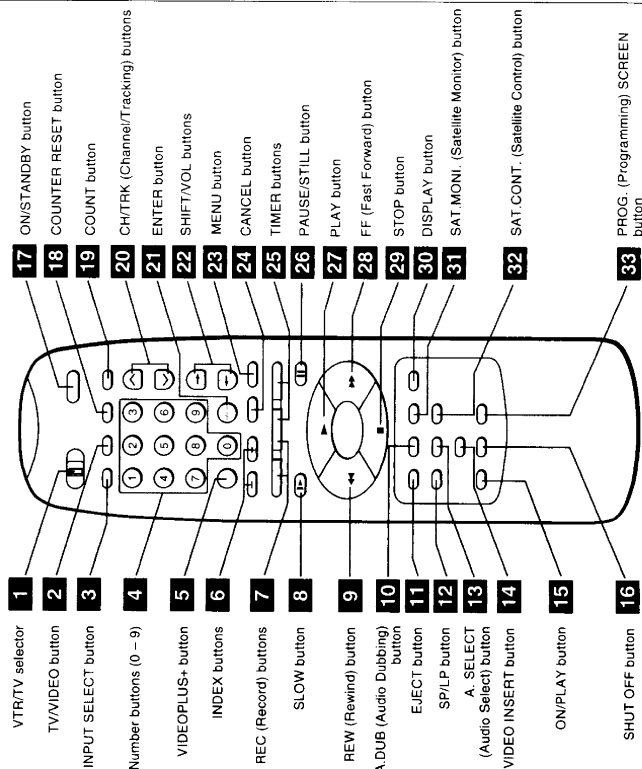 1 VTR/TV selector
2 TV/VIDEO button
3 INPUT SELECT button
4 Number buttons (0 – 9)
5 VIDEOPLUS+ button
6 INDEX buttons
7 REC (Record) buttons
8 SLOW button
9 REW (Rewind) button
10 A.DUB (Audio Dubbing)
button
11 EJECT button
12 SP/LP button
13 A. SELECT
(Audio Select) button
14 VIDEO INSERT button
15 ON/PLAY button
16 SHUT OFF button
1 2 3
4 5 6
7 8 9
0
17 ON/STANDBY button
18 COUNTER RESET button
19 COUNT button
20 CH/TRK (Channel/Tracking) buttons
21 ENTER button
22 SHIFT/VOL buttons
23 MENU button
24 CANCEL button
25 TIMER buttons
26 PAUSE/STILL button
27 PLAY button
28 FF (Fast Forward) button
29 STOP button
30 DISPLAY button
31 SAT.MONI. (Satellite Monitor) button
32 SAT.CONT. (Satellite Control) button
33 PROG. (Programming) SCREEN
button